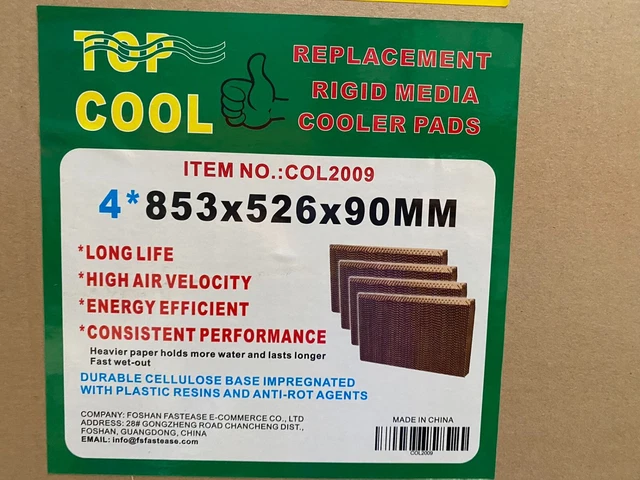 TOP
COOL
REPLACEMENT
RIGID MEDIA
COOLER PADS
ITEM NO.:COL2009
4*853x526x90MM
*LONG LIFE
*HIGH AIR VELOCITY
*ENERGY EFFICIENT
*CONSISTENT PERFORMANCE
Heavier paper holds more water and lasts longer
Fast wet-out
DURABLE CELLULOSE BASE IMPREGNATED
WITH PLASTIC RESINS AND ANTI-ROT AGENTS
COMPANY: FOSHAN FASTEASE E-COMMERCE CO., LTD
ADDRESS: 28# GONGZHENG ROAD CHANCHENG DIST.,
FOSHAN, GUANGDONG, CHINA
EMAIL: info@fsfastease.com
MADE IN CHINA
COL2009